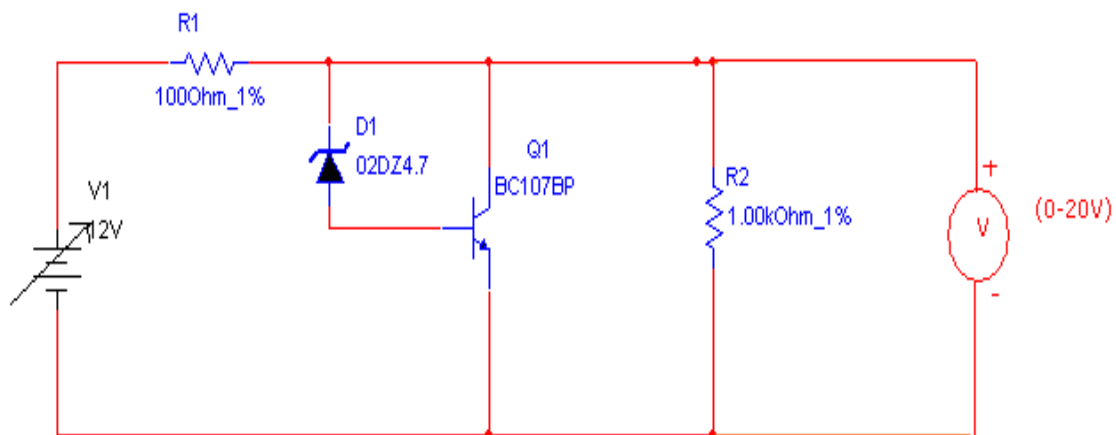 R1
100Ohm_1%
D1
02DZ4.7
Q1
BC107BP
V1
12V
R2
1.00kOhm_1%
+
V
(0-20V)
-